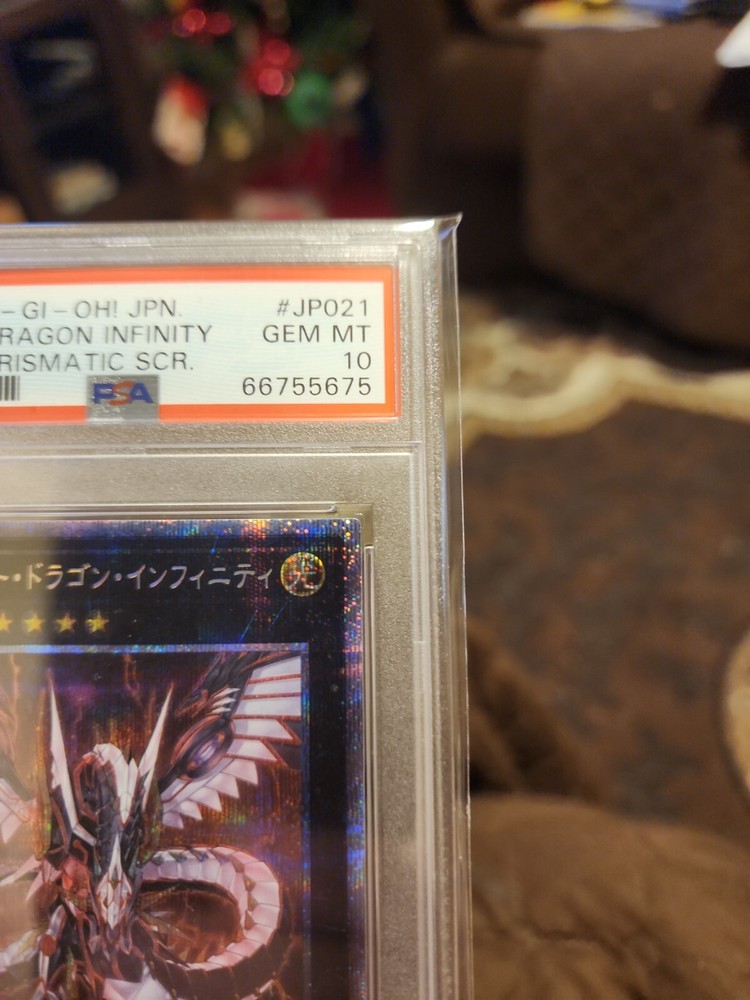 -GI-OH! JPN. #JP021
RAGON INFINITY GEM MT
RISMATIC SCR. 10
PSA 66755675
ト・ドラゴン・インフィニティ 光